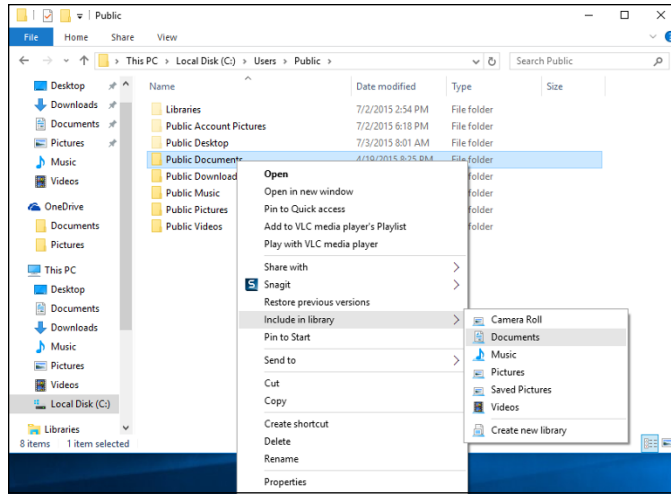 Public
File Home Share View
This PC > Local Disk (C:) > Users > Public >
Search Public
Name Date modified Type Size
Desktop
Downloads
Documents
Pictures
Music
Videos
OneDrive
Documents
Pictures
This PC
Desktop
Documents
Downloads
Music
Pictures
Videos
Local Disk (C:)
Libraries
Libraries 7/2/2015 2:54 PM File folder
Public Account Pictures 7/2/2015 6:18 PM File folder
Public Desktop 7/3/2015 8:01 AM File folder
Public Documents 4/19/2015 8:25 PM File folder
Public Download folder
Public Music folder
Public Pictures folder
Public Videos folder
Open
Open in new window
Pin to Quick access
Add to VLC media player's Playlist
Play with VLC media player
Share with
S Snagit
Restore previous versions
Include in library
Pin to Start
Send to
Cut
Copy
Create shortcut
Delete
Rename
Properties
Camera Roll
Documents
Music
Pictures
Saved Pictures
Videos
Create new library
8 items 1 item selected